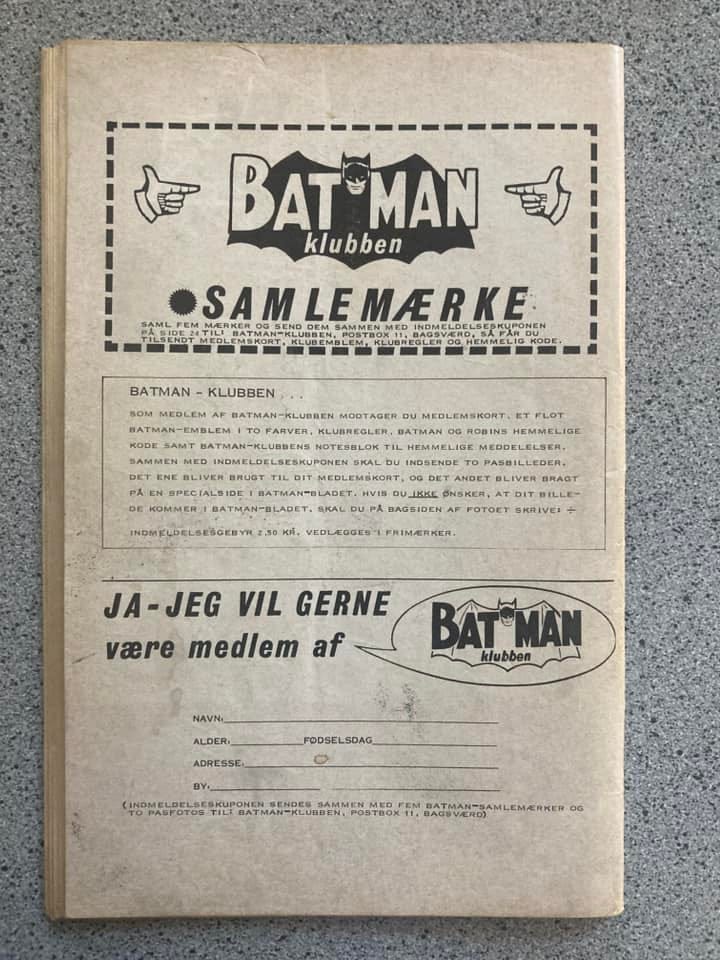 BATMAN
klubben
SAMLEMÆRKE
SAML FEM MÆRKER OG SEND DEM SAMMEN MED INDMELDELSESKUPONEN
PÅ SIDE 24 TIL: BATMAN-KLUBBEN, POSTBOX 11, BAGSVÆRD, SÅ FÅR DU
TILSENDT MEDLEMSKORT, KLUBEMBLEM, KLUBREGLER OG HEMMELIG KODE.
BATMAN - KLUBBEN . . .
SOM MEDLEM AF BATMAN-KLUBBEN MODTAGER DU MEDLEMSKORT, ET FLOT
BATMAN-EMBLEM I TO FARVER, KLUBREGLER, BATMAN OG ROBINS HEMMELIGE
KODE SAMT BATMAN-KLUBBENS NOTESBLOK TIL HEMMELIGE MEDDELELSER.
SAMMEN MED INDMELDELSESKUPONEN SKAL DU INDSENDE TO PASBILLEDER,
DET ENE BLIVER BRUGT TIL DIT MEDLEMSKORT, OG DET ANDET BLIVER BRAGT
PÅ EN SPECIALSIDE I BATMAN-BLADET. HVIS DU IKKE ØNSKER, AT DIT BILLE-
DE KOMMER I BATMAN-BLADET, SKAL DU PÅ BAGSIDEN AF FOTOET SKRIVE: ÷
INDMELDELSESGEBYR 2,50 KR. VEDLÆGGES I FRIMÆRKER.
JA-JEG VIL GERNE
være medlem af
BATMAN
klubben
NAVN:
ALDER: FØDSELSDAG
ADRESSE:
BY:
(INDMELDELSESKUPONEN SENDES SAMMEN MED FEM BATMAN-SAMLEMÆRKER OG
TO PASFOTOS TIL: BATMAN-KLUBBEN, POSTBOX 11, BAGSVÆRD)